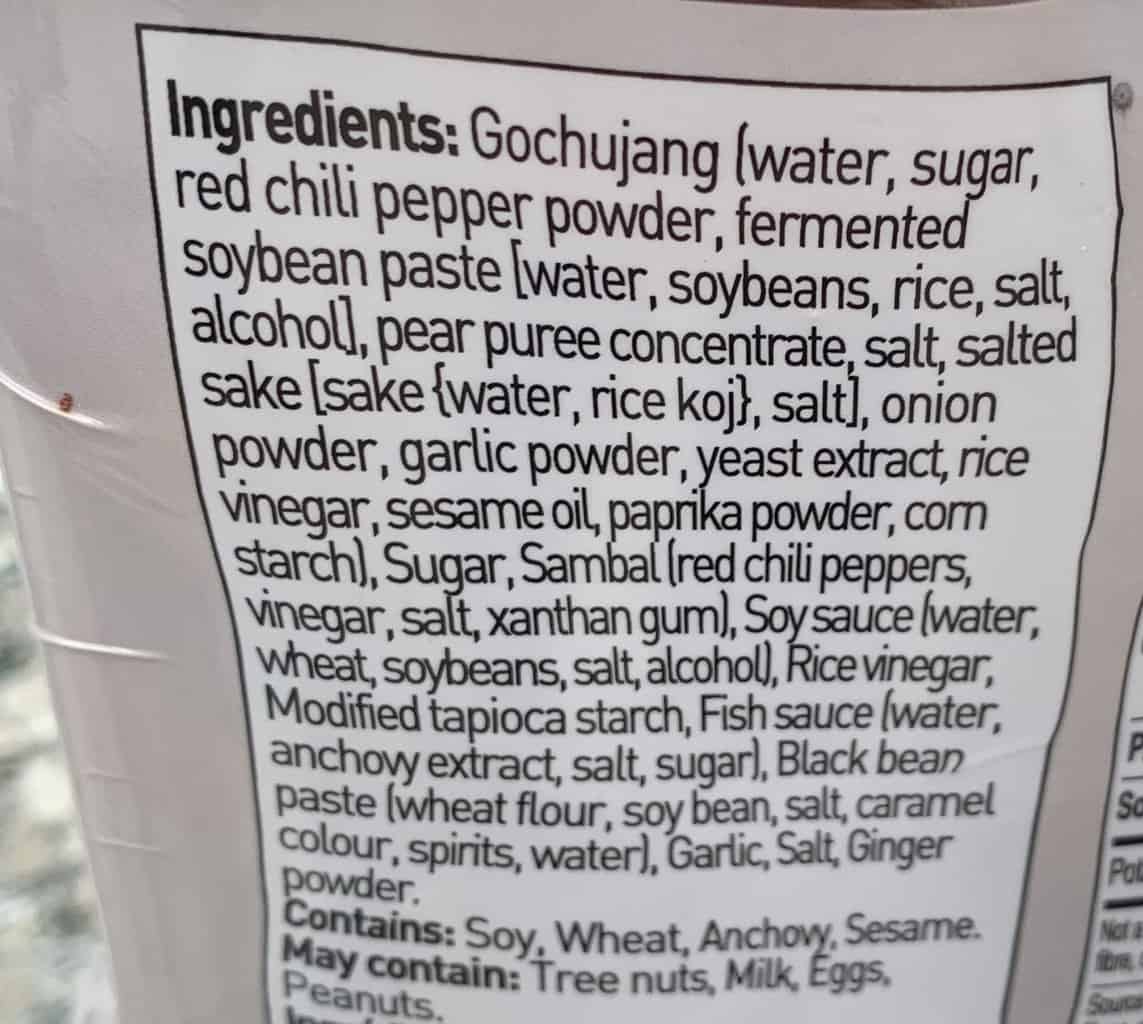 Ingredients: Gochujang (water, sugar,
red chili pepper powder, fermented
soybean paste [water, soybeans, rice, salt,
alcohol], pear puree concentrate, salt, salted
sake [sake {water, rice koj}, salt], onion
powder, garlic powder, yeast extract, rice
vinegar, sesame oil, paprika powder, corn
starch), Sugar, Sambal (red chili peppers,
vinegar, salt, xanthan gum), Soy sauce (water,
wheat, soybeans, salt, alcohol), Rice vinegar,
Modified tapioca starch, Fish sauce (water,
anchovy extract, salt, sugar), Black bean
paste (wheat flour, soy bean, salt, caramel
colour, spirits, water), Garlic, Salt, Ginger
powder.
Contains: Soy, Wheat, Anchovy, Sesame.
May contain: Tree nuts, Milk, Eggs,
Peanuts.